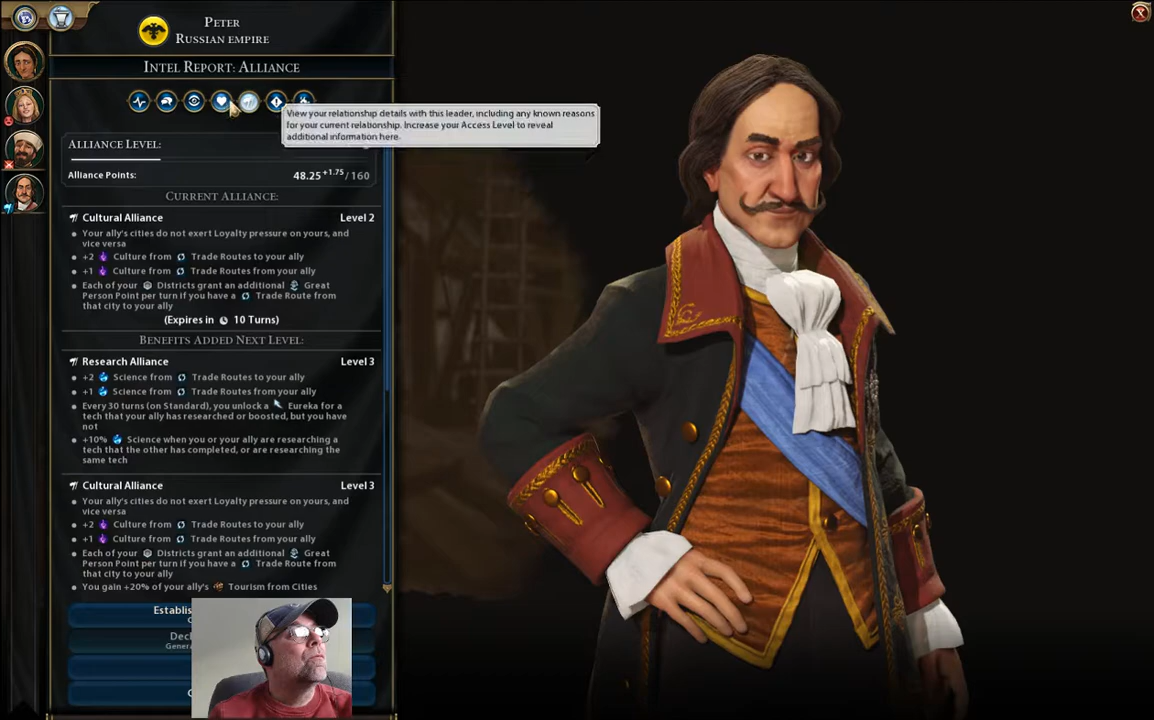 PETER
RUSSIAN EMPIRE
INTEL REPORT: ALLIANCE
View your relationship details with this leader, including any known reasons
for your current relationship. Increase your Access Level to reveal
additional information here.
ALLIANCE LEVEL:
Alliance Points: 48.25 +1.75 / 160
CURRENT ALLIANCE:
Cultural Alliance Level 2
Your ally's cities do not exert Loyalty pressure on yours, and
vice versa
+2 Culture from Trade Routes to your ally
+1 Culture from Trade Routes from your ally
Each of your Districts grant an additional Great
Person Point per turn if you have a Trade Route from
that city to your ally
(Expires in 10 Turns)
BENEFITS ADDED NEXT LEVEL:
Research Alliance Level 3
+2 Science from Trade Routes to your ally
+1 Science from Trade Routes from your ally
Every 30 turns (on Standard), you unlock a Eureka for a
tech that your ally has researched or boosted, but you have
not
+10% Science when you or your ally are researching a
tech that the other has completed, or are researching the
same tech
Cultural Alliance Level 3
Your ally's cities do not exert Loyalty pressure on yours, and
vice versa
+2 Culture from Trade Routes to your ally
+1 Culture from Trade Routes from your ally
Each of your Districts grant an additional Great
Person Point per turn if you have a Trade Route from
that city to your ally
You gain +20% of your ally's Tourism from Cities